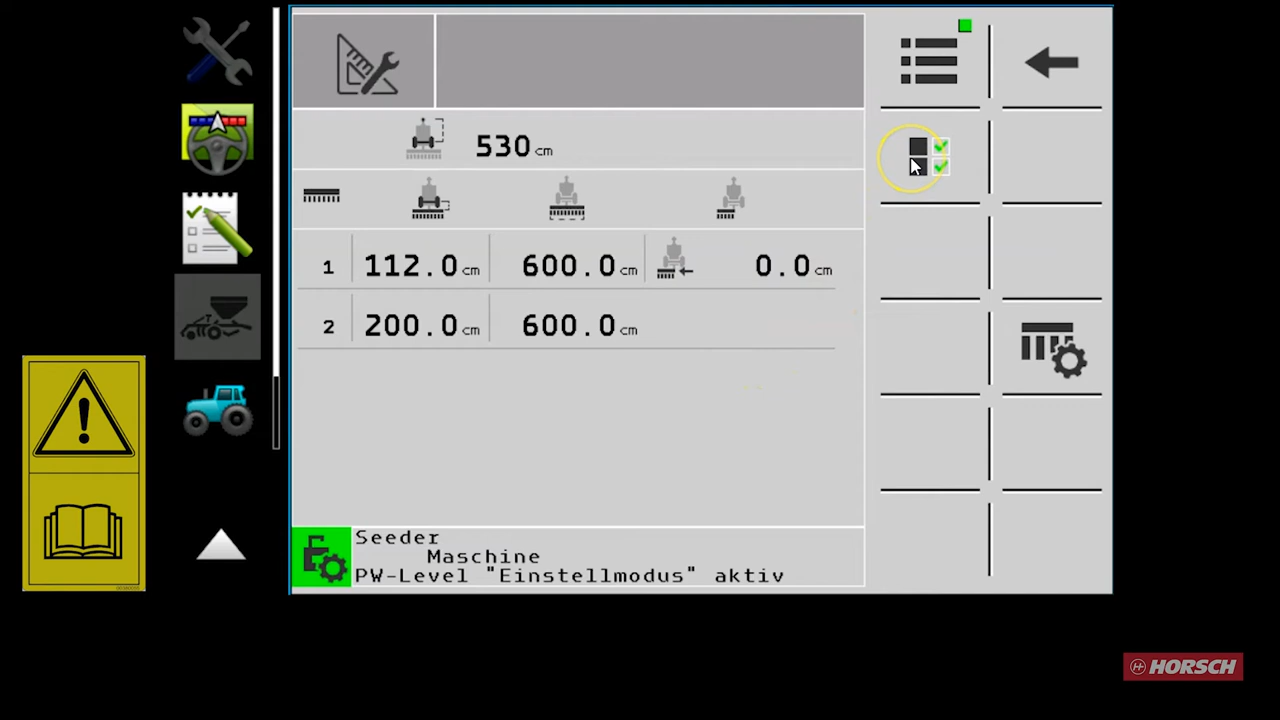 530 cm
1 112.0 cm 600.0 cm 0.0 cm
2 200.0 cm 600.0 cm
Seeder
Maschine
PW-Level "Einstellmodus" aktiv
HORSCH